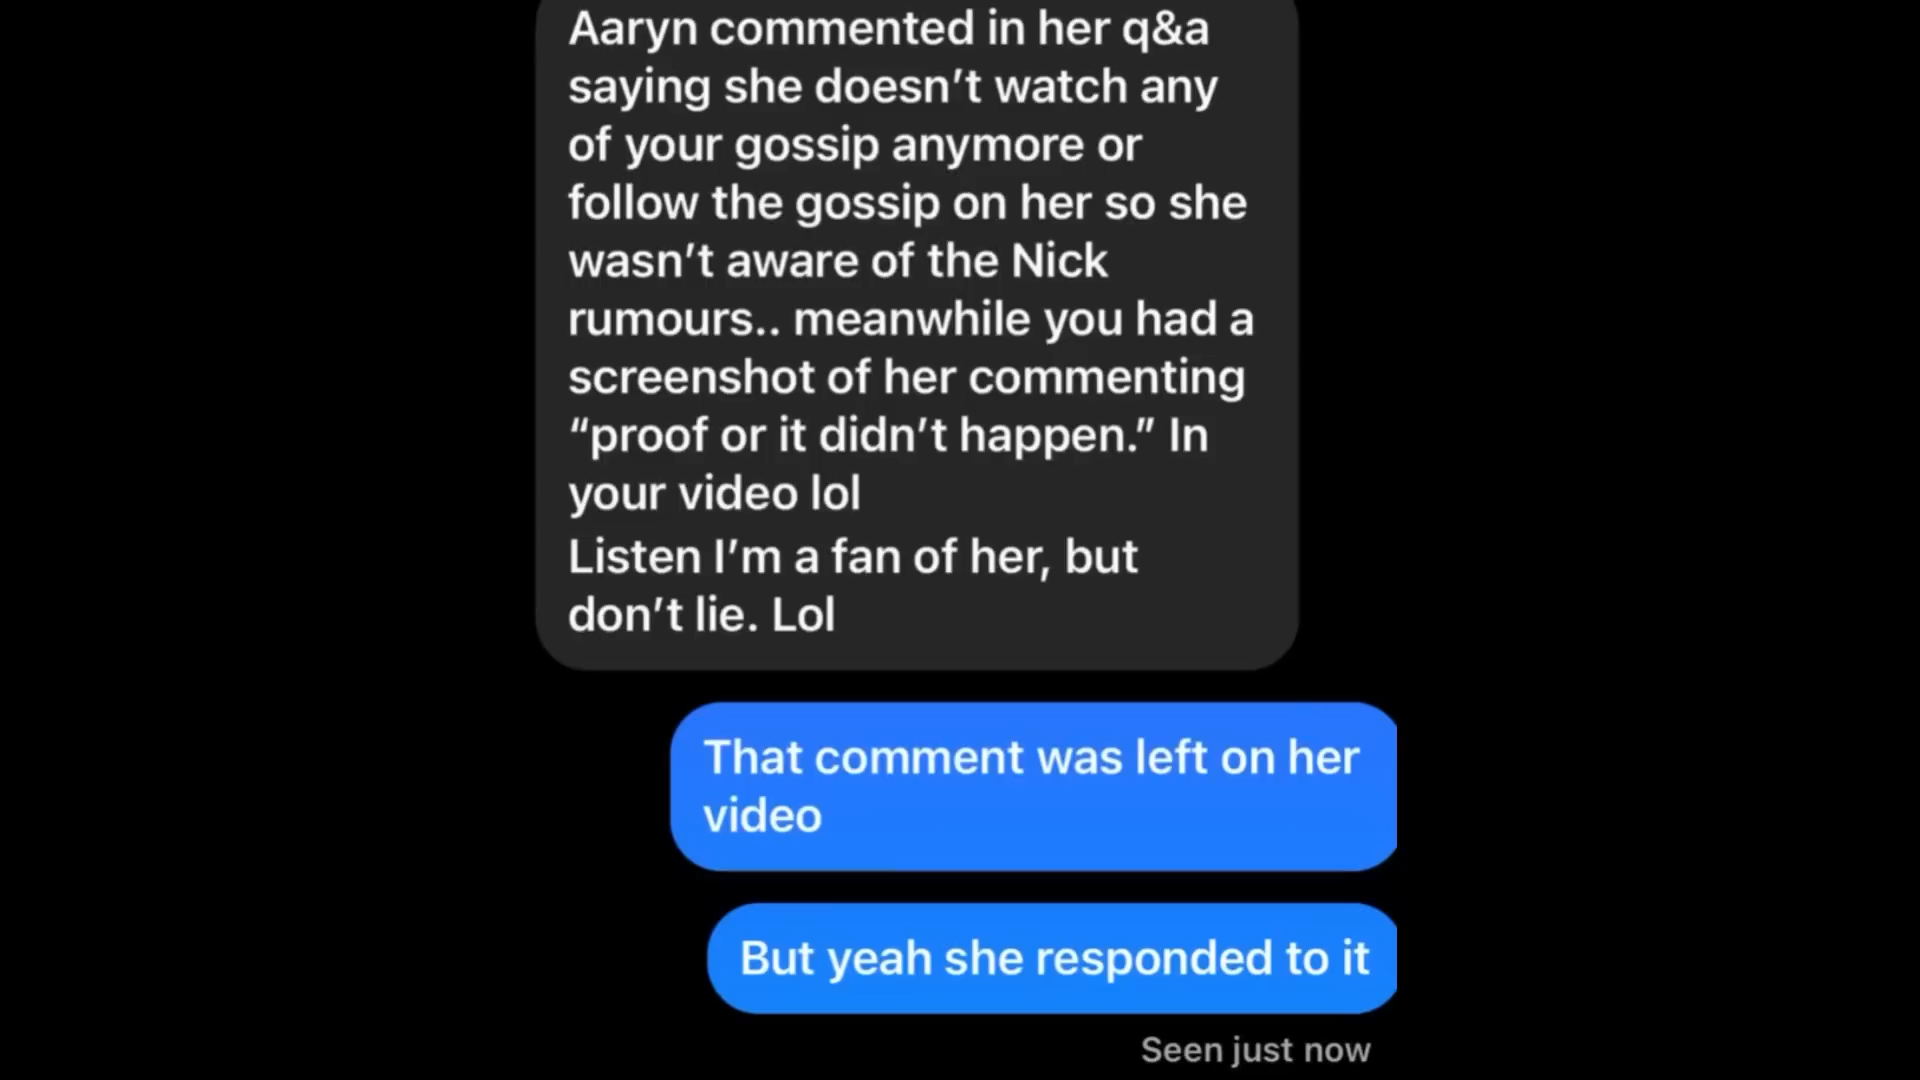 Aaryn commented in her q&a
saying she doesn’t watch any
of your gossip anymore or
follow the gossip on her so she
wasn’t aware of the Nick
rumours.. meanwhile you had a
screenshot of her commenting
“proof or it didn’t happen.” In
your video lol
Listen I’m a fan of her, but
don’t lie. Lol
That comment was left on her
video
But yeah she responded to it
Seen just now